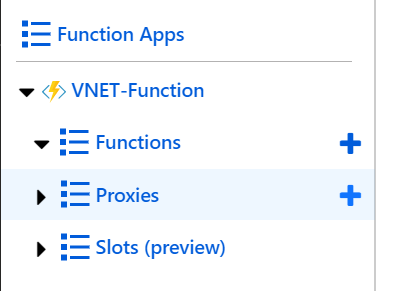 Function Apps
VNET-Function
Functions
Proxies
Slots (preview)